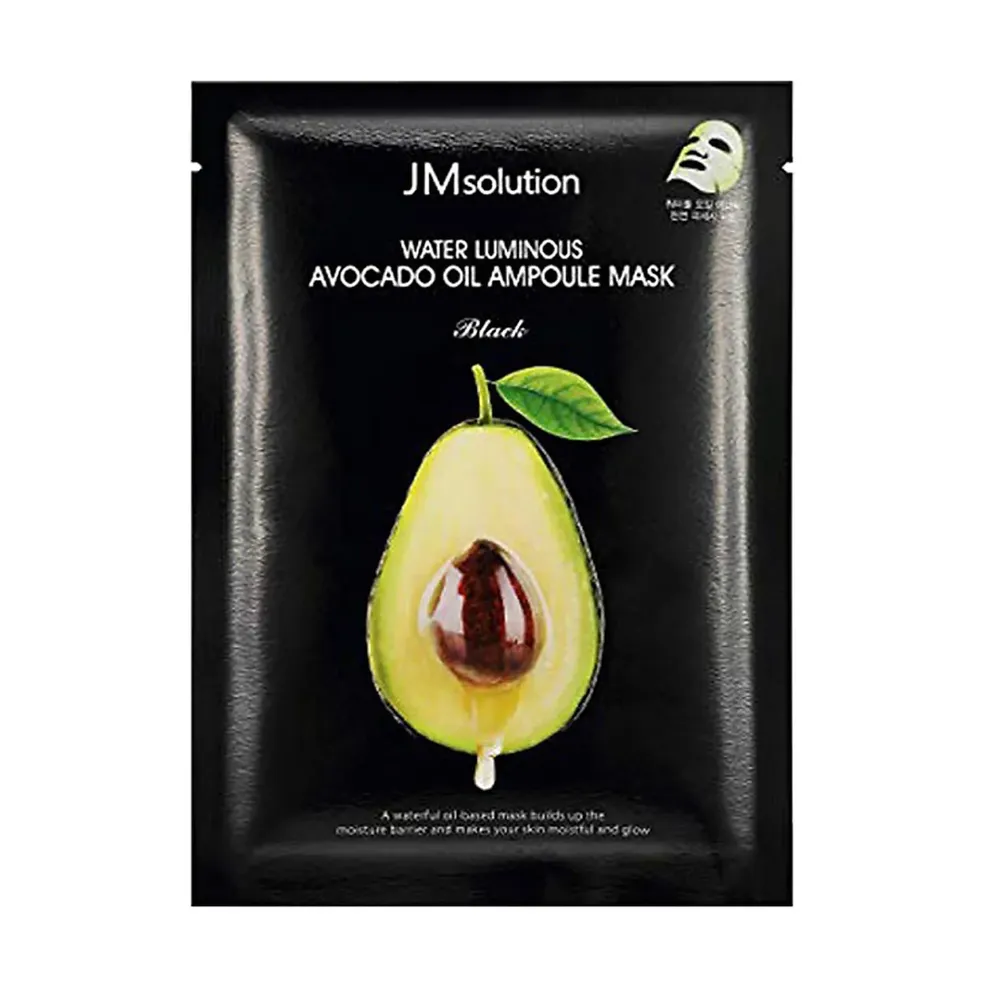 JMsolution
WATER LUMINOUS
AVOCADO OIL AMPOULE MASK
Black
A waterful oil-based mask builds up the
moisture barrier and makes your skin moistful and glow